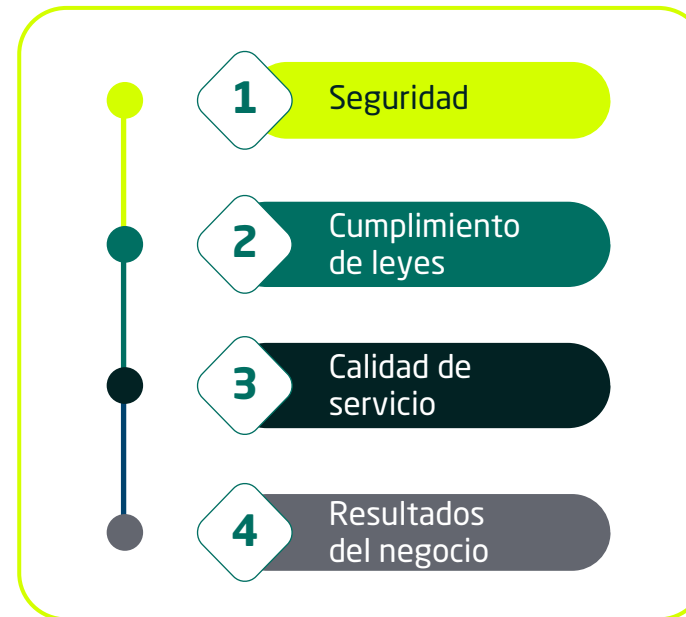 1
Seguridad
2
Cumplimiento
de leyes
3
Calidad de
servicio
4
Resultados
del negocio